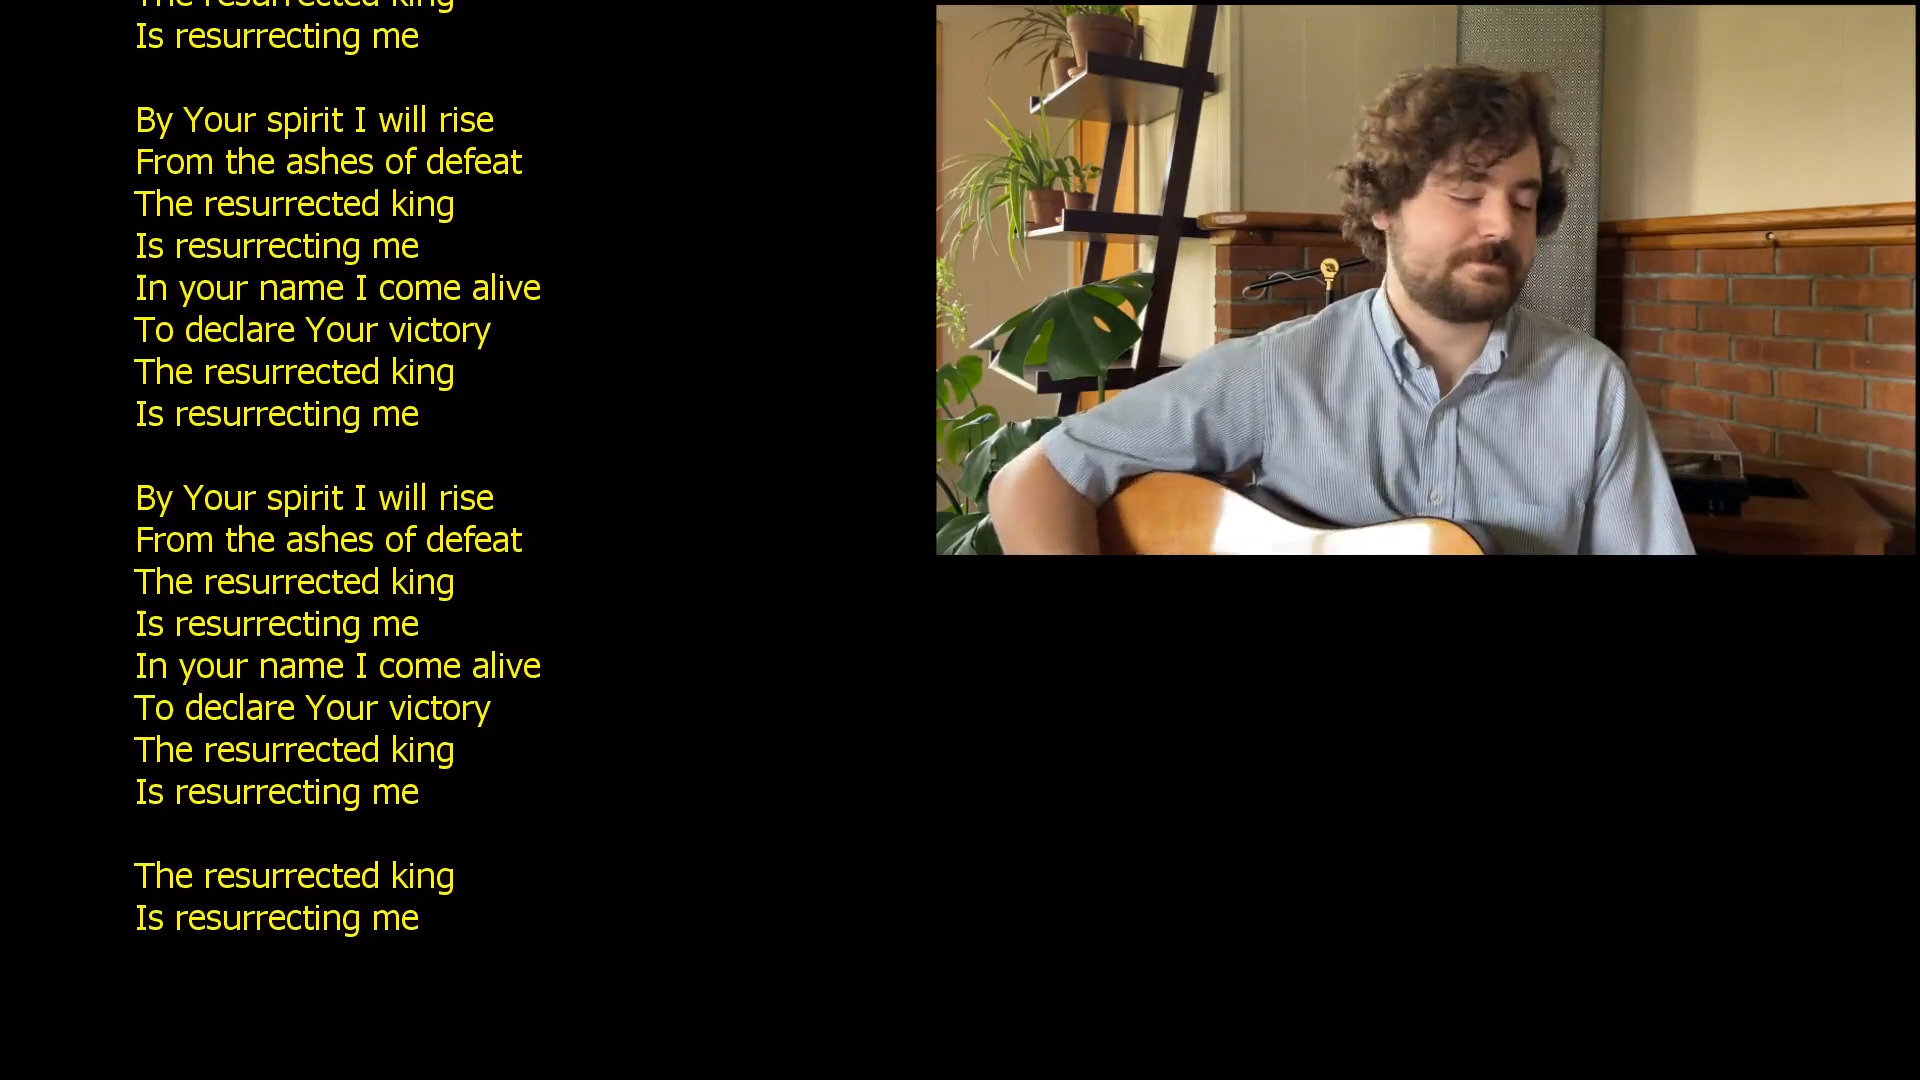 The resurrected king
Is resurrecting me
By Your spirit I will rise
From the ashes of defeat
The resurrected king
Is resurrecting me
In your name I come alive
To declare Your victory
The resurrected king
Is resurrecting me
By Your spirit I will rise
From the ashes of defeat
The resurrected king
Is resurrecting me
In your name I come alive
To declare Your victory
The resurrected king
Is resurrecting me
The resurrected king
Is resurrecting me